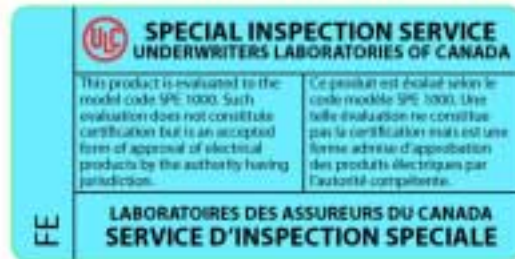 ULC
SPECIAL INSPECTION SERVICE
UNDERWRITERS LABORATORIES OF CANADA
This product is evaluated to the
model code SPE 1000. Such
evaluation does not constitute
certification but is an accepted
form of approval of electrical
products by the authority having
jurisdiction.
Ce produit est évalué selon le
code modèle SPE 1000. Une
telle évaluation ne constitue
pas la certification mais est une
forme admise d'approbation
des produits électriques par
l'autorité compétente.
FE
LABORATOIRES DES ASSUREURS DU CANADA
SERVICE D'INSPECTION SPECIALE